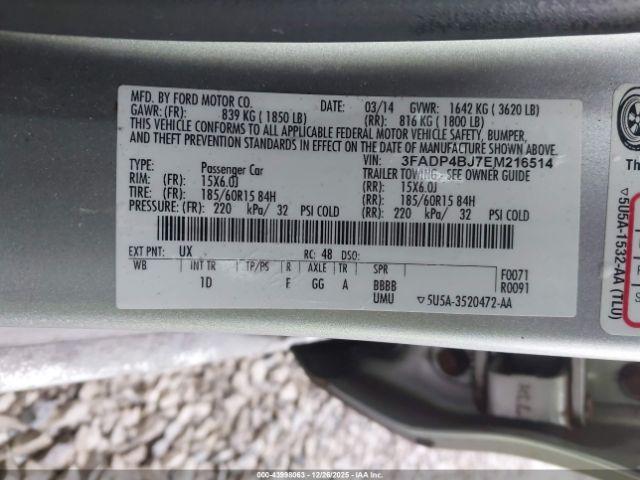 MFD. BY FORD MOTOR CO.
DATE: 03/14 GVWR: 1642 KG ( 3620 LB)
GAWR: (FR): 839 KG ( 1850 LB) (RR): 816 KG ( 1800 LB)
THIS VEHICLE CONFORMS TO ALL APPLICABLE FEDERAL MOTOR VEHICLE SAFETY, BUMPER,
AND THEFT PREVENTION STANDARDS IN EFFECT ON THE DATE OF MANUFACTURE SHOWN ABOVE.
VIN: 3FADP4BJ7EM216514
TYPE: Passenger Car TRAILER TOWING- SEE OWNER GUIDE
RIM: (FR): 15X6.0J (RR): 15X6.0J
TIRE: (FR): 185/60R15 84H (RR): 185/60R15 84H
PRESSURE: (FR) 220 kPa/ 32 PSI COLD (RR) 220 kPa/ 32 PSI COLD
EXT PNT: UX RC: 48 DSO:
WB INT TR TP/PS R AXLE TR SPR F0071
1D F GG A BBBB R0091
UMU ▽5U5A-3520472-AA
▽5U5A-1532-AA (TLU)
000-43998063 - 12/26/2025 - IAAI.com